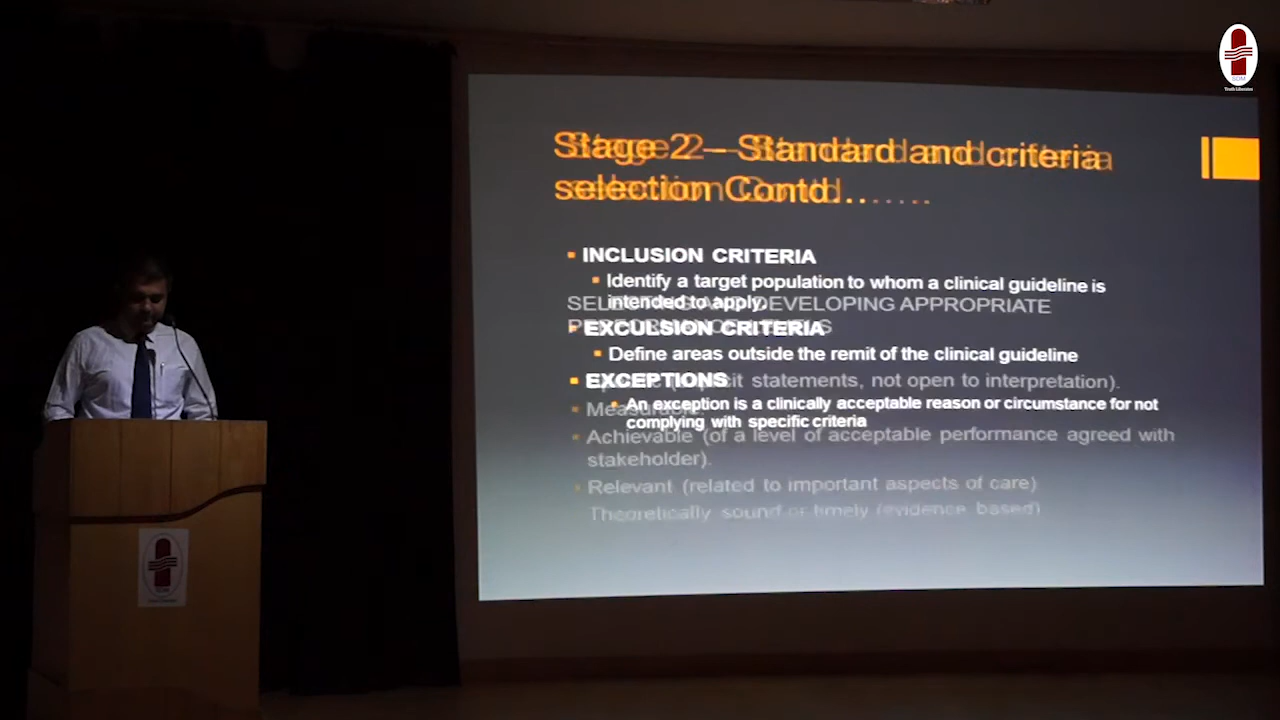 Stage 2 – Standard and criteria
selection Contd…
INCLUSION CRITERIA
Identify a target population to whom a clinical guideline is
intended to apply.
SELECTING AND DEVELOPING APPROPRIATE
EXCULSION CRITERIA
Define areas outside the remit of the clinical guideline
EXCEPTIONS
statements, not open to interpretation).
An exception is a clinically acceptable reason or circumstance for not
Measurable
complying with specific criteria
Achievable (of a level of acceptable performance agreed with
stakeholder).
Relevant (related to important aspects of care)
Theoretically sound or timely (evidence based)
SDM